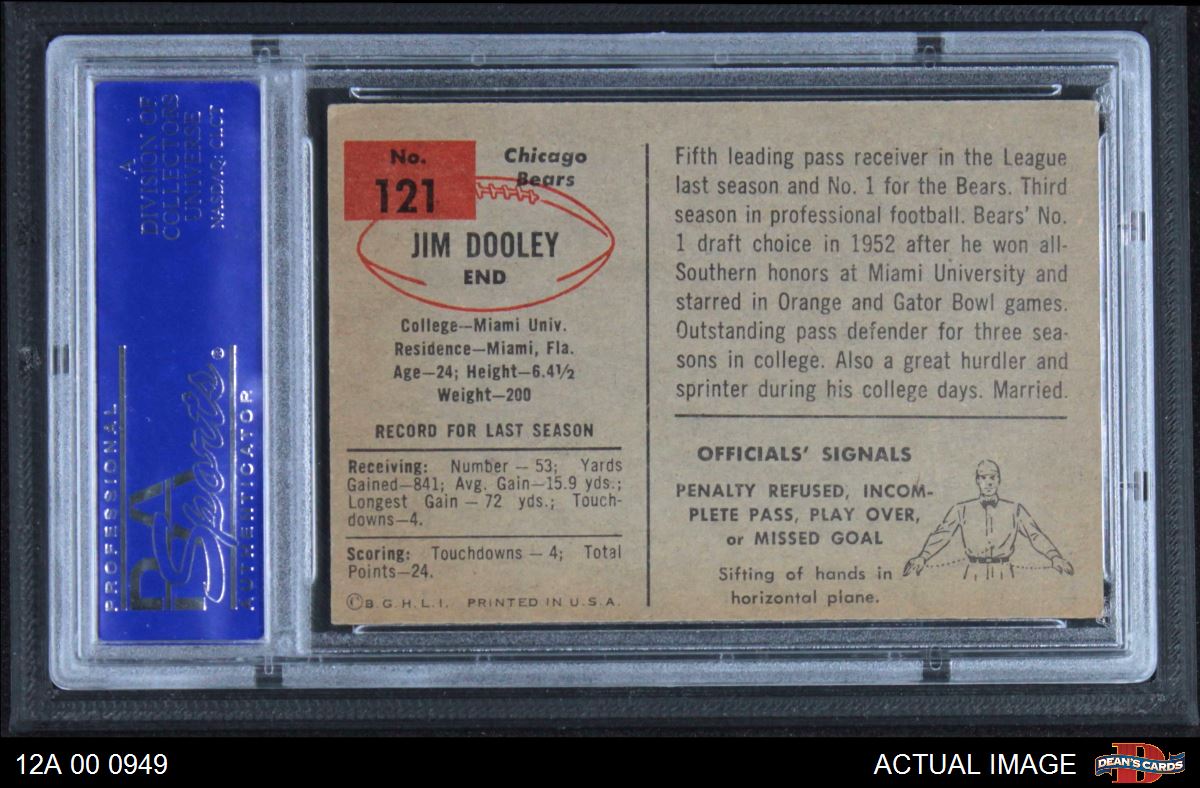 A
DIVISION OF
COLLECTORS
UNIVERSE
NASDAQ: CLCT
PROFESSIONAL
PSA
Sports®
AUTHENTICATOR
No.
121
Chicago
Bears
JIM DOOLEY
END
College—Miami Univ.
Residence—Miami, Fla.
Age—24; Height—6.4½
Weight—200
RECORD FOR LAST SEASON
Receiving: Number — 53; Yards
Gained—841; Avg. Gain—15.9 yds.;
Longest Gain — 72 yds.; Touch-
downs—4.
Scoring: Touchdowns — 4; Total
Points—24.
©B.G.H.L.I. PRINTED IN U.S.A.
Fifth leading pass receiver in the League
last season and No. 1 for the Bears. Third
season in professional football. Bears' No.
1 draft choice in 1952 after he won all-
Southern honors at Miami University and
starred in Orange and Gator Bowl games.
Outstanding pass defender for three sea-
sons in college. Also a great hurdler and
sprinter during his college days. Married.
OFFICIALS' SIGNALS
PENALTY REFUSED, INCOM-
PLETE PASS, PLAY OVER,
or MISSED GOAL
Sifting of hands in
horizontal plane.
12A 00 0949
ACTUAL IMAGE
D
DEAN'S CARDS